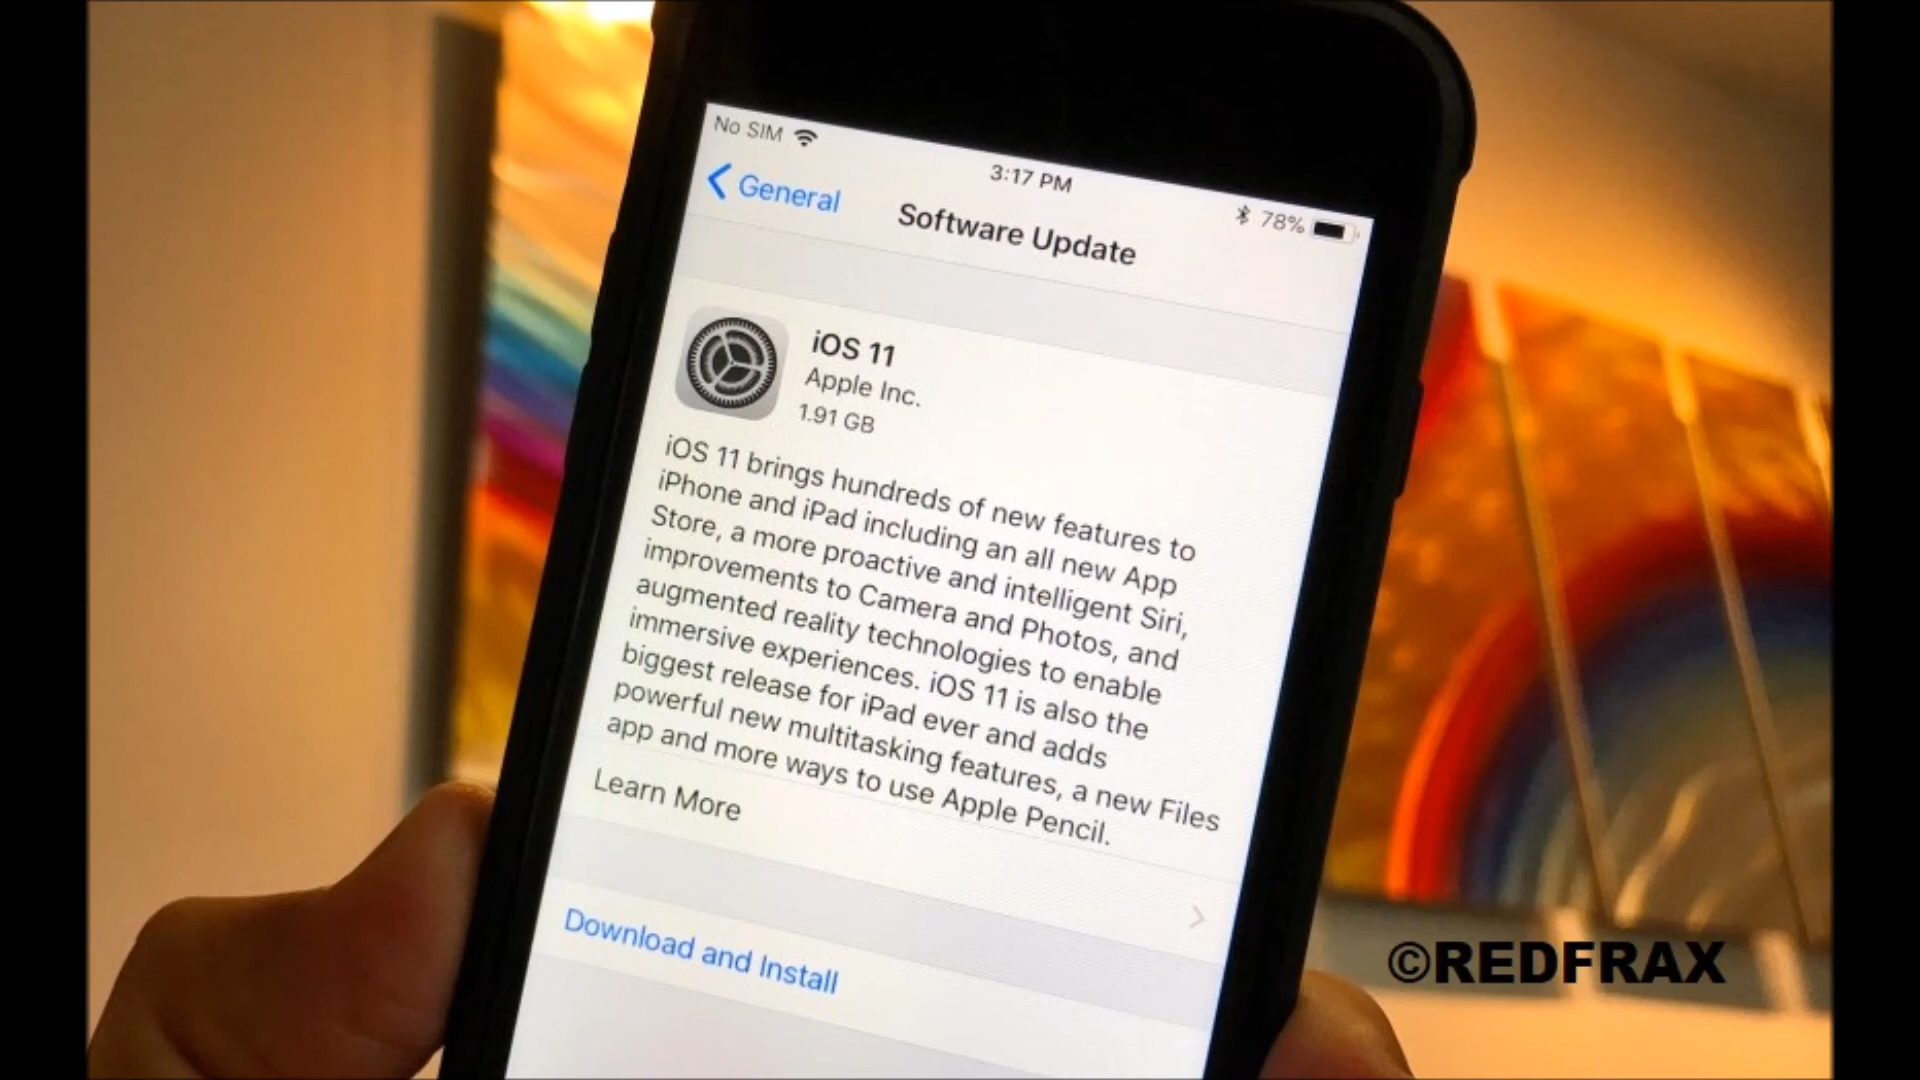 No SIM
3:17 PM
78%
General
Software Update
iOS 11
Apple Inc.
1.91 GB
iOS 11 brings hundreds of new features to
iPhone and iPad including an all new App
Store, a more proactive and intelligent Siri,
improvements to Camera and Photos, and
augmented reality technologies to enable
immersive experiences. iOS 11 is also the
biggest release for iPad ever and adds
powerful new multitasking features, a new Files
app and more ways to use Apple Pencil.
Learn More
Download and Install
©REDFRAX